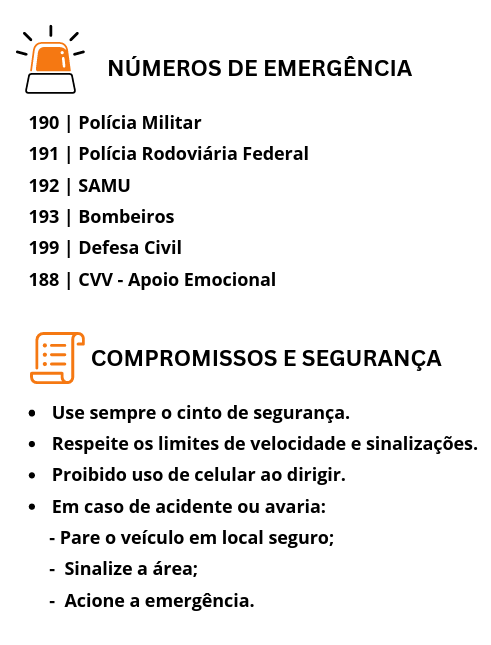 NÚMEROS DE EMERGÊNCIA
190 | Polícia Militar
191 | Polícia Rodoviária Federal
192 | SAMU
193 | Bombeiros
199 | Defesa Civil
188 | CVV - Apoio Emocional
COMPROMISSOS E SEGURANÇA
• Use sempre o cinto de segurança.
• Respeite os limites de velocidade e sinalizações.
• Proibido uso de celular ao dirigir.
• Em caso de acidente ou avaria:
- Pare o veículo em local seguro;
- Sinalize a área;
- Acione a emergência.